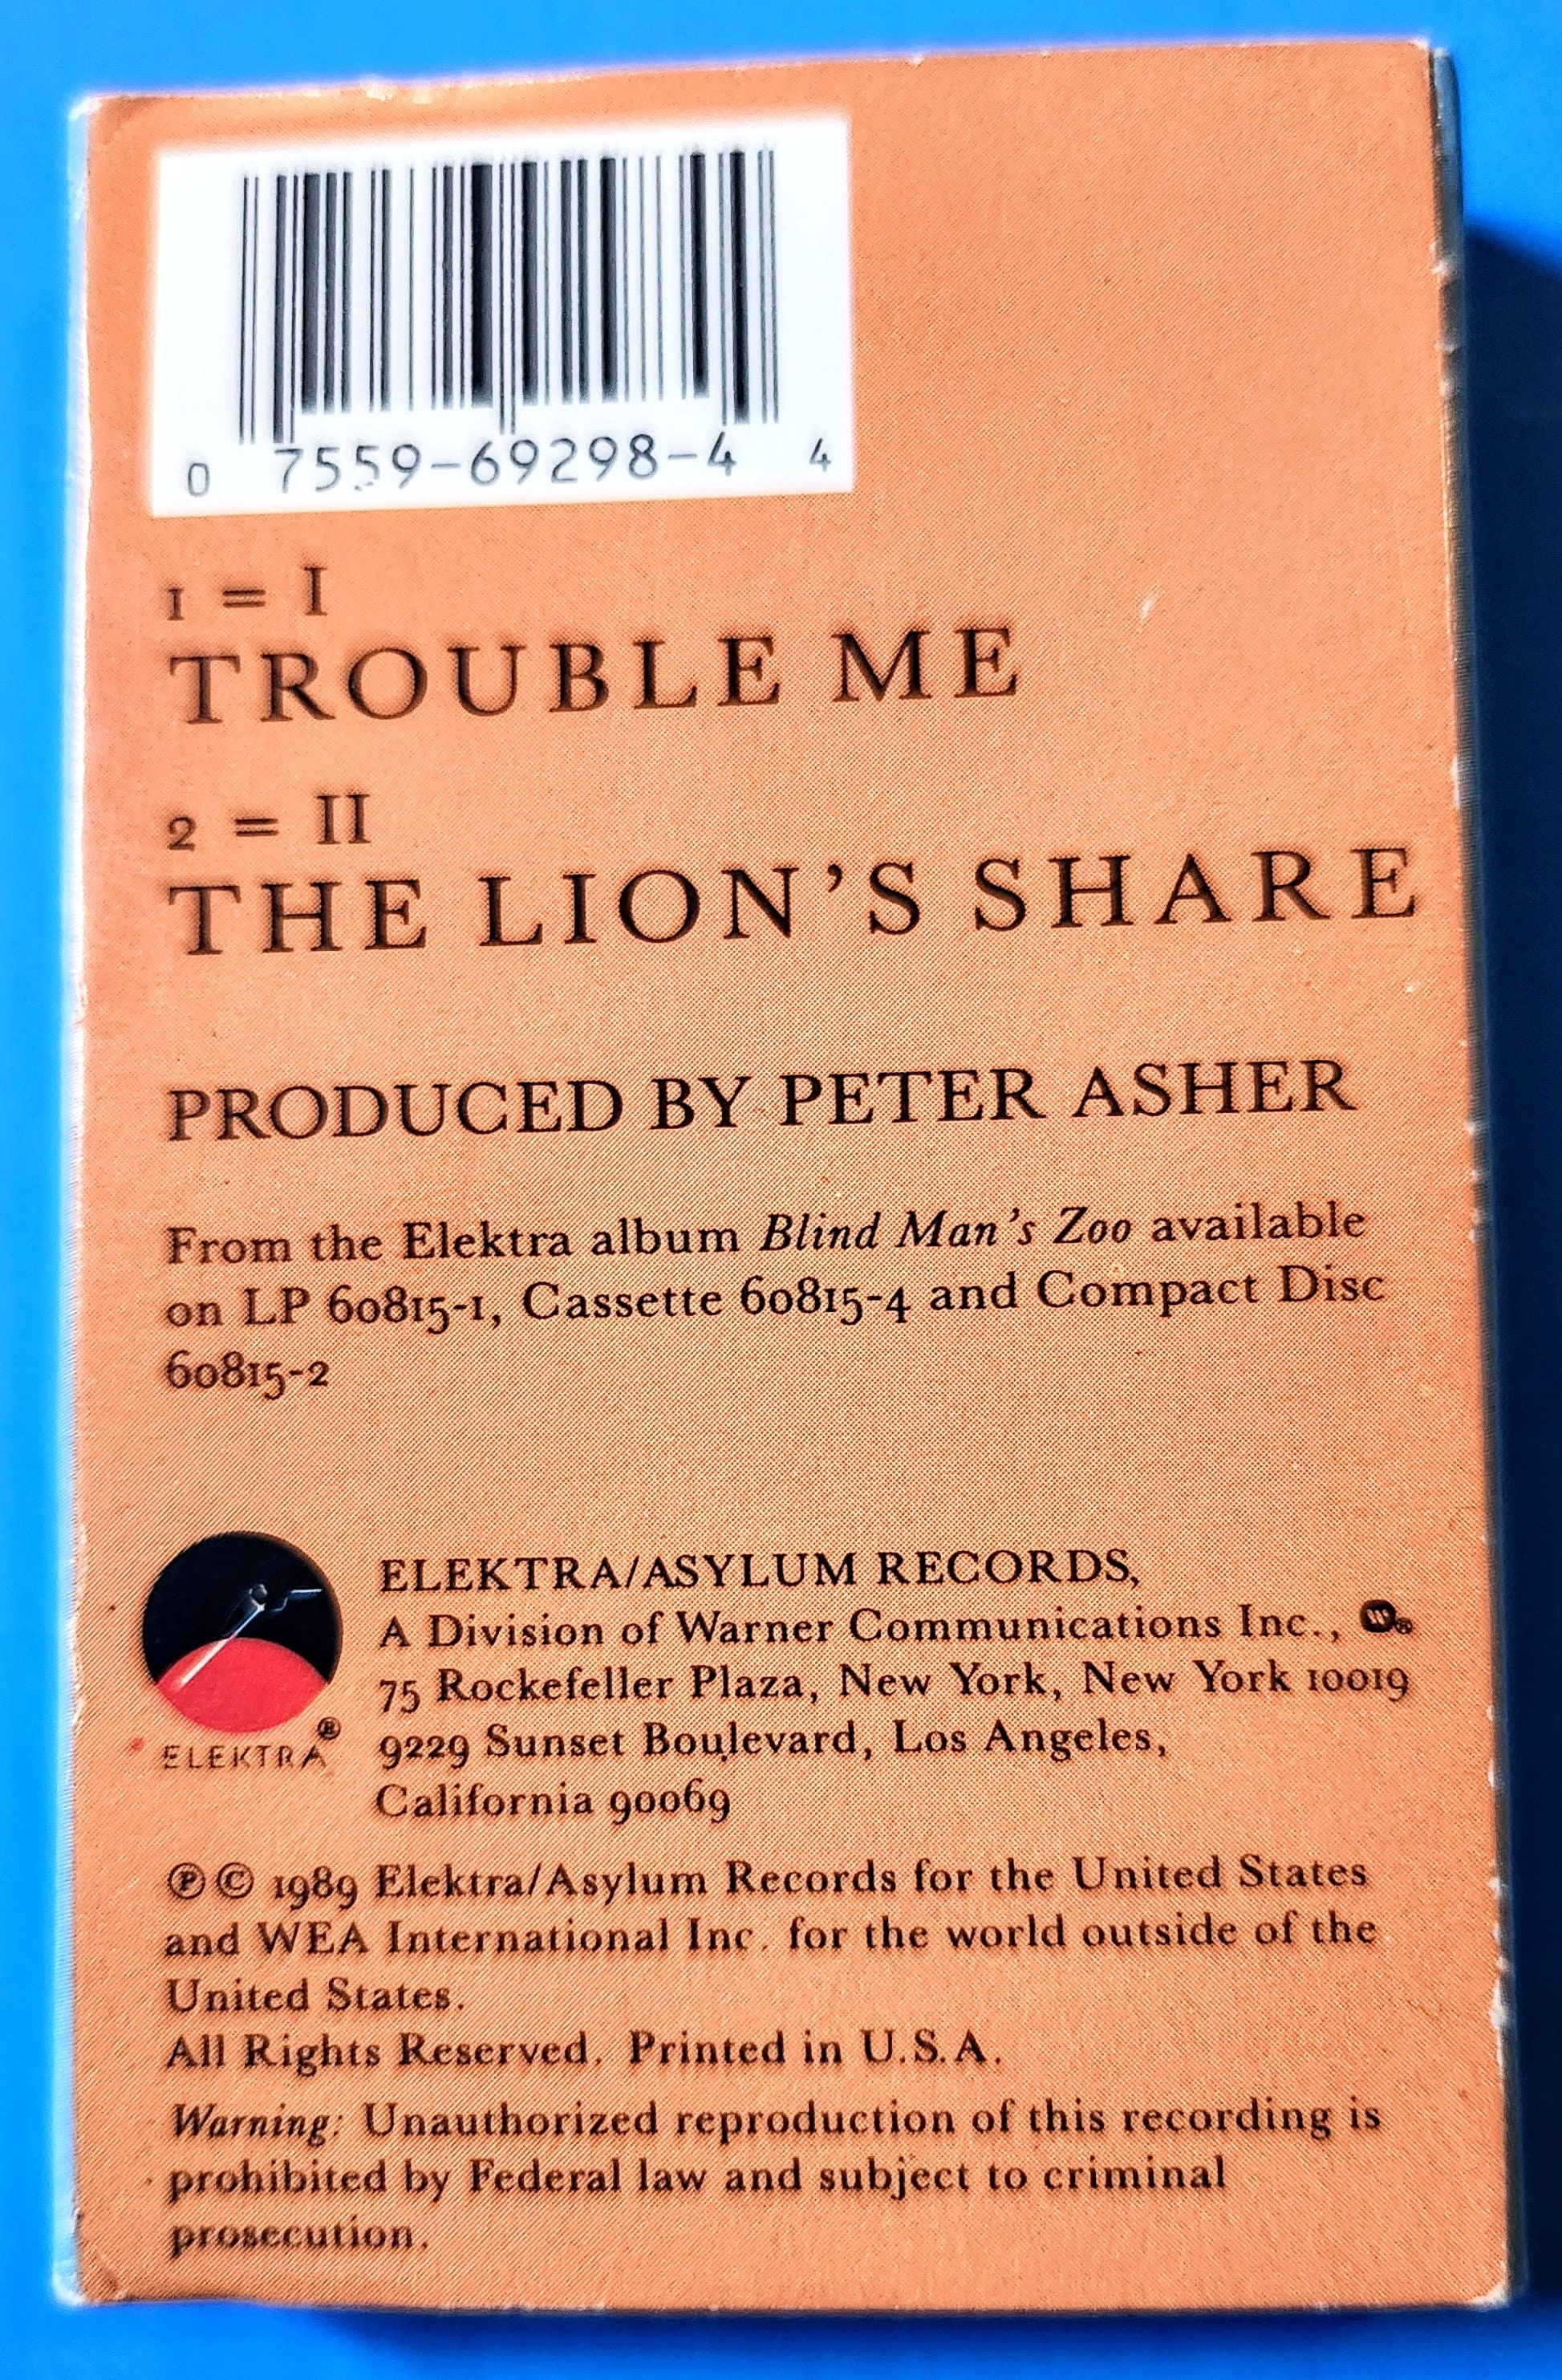 0 7559-69298-4 4
1 = I
TROUBLE ME
2 = II
THE LION'S SHARE
PRODUCED BY PETER ASHER
From the Elektra album Blind Man's Zoo available
on LP 60815-1, Cassette 60815-4 and Compact Disc
60815-2
ELEKTRA®
ELEKTRA/ASYLUM RECORDS,
A Division of Warner Communications Inc., W®
75 Rockefeller Plaza, New York, New York 10019
9229 Sunset Boulevard, Los Angeles,
California 90069
℗© 1989 Elektra/Asylum Records for the United States
and WEA International Inc. for the world outside of the
United States.
All Rights Reserved. Printed in U.S.A.
Warning: Unauthorized reproduction of this recording is
prohibited by Federal law and subject to criminal
prosecution.